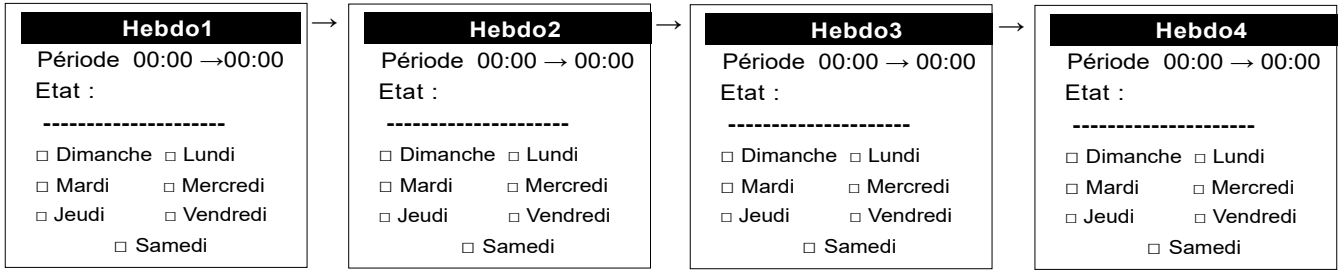 Hebdo1
Période 00:00 →00:00
Etat :
---------------------
□ Dimanche □ Lundi
□ Mardi □ Mercredi
□ Jeudi □ Vendredi
□ Samedi
→
Hebdo2
Période 00:00 → 00:00
Etat :
---------------------
□ Dimanche □ Lundi
□ Mardi □ Mercredi
□ Jeudi □ Vendredi
□ Samedi
→
Hebdo3
Période 00:00 → 00:00
Etat :
---------------------
□ Dimanche □ Lundi
□ Mardi □ Mercredi
□ Jeudi □ Vendredi
□ Samedi
→
Hebdo4
Période 00:00 → 00:00
Etat :
---------------------
□ Dimanche □ Lundi
□ Mardi □ Mercredi
□ Jeudi □ Vendredi
□ Samedi